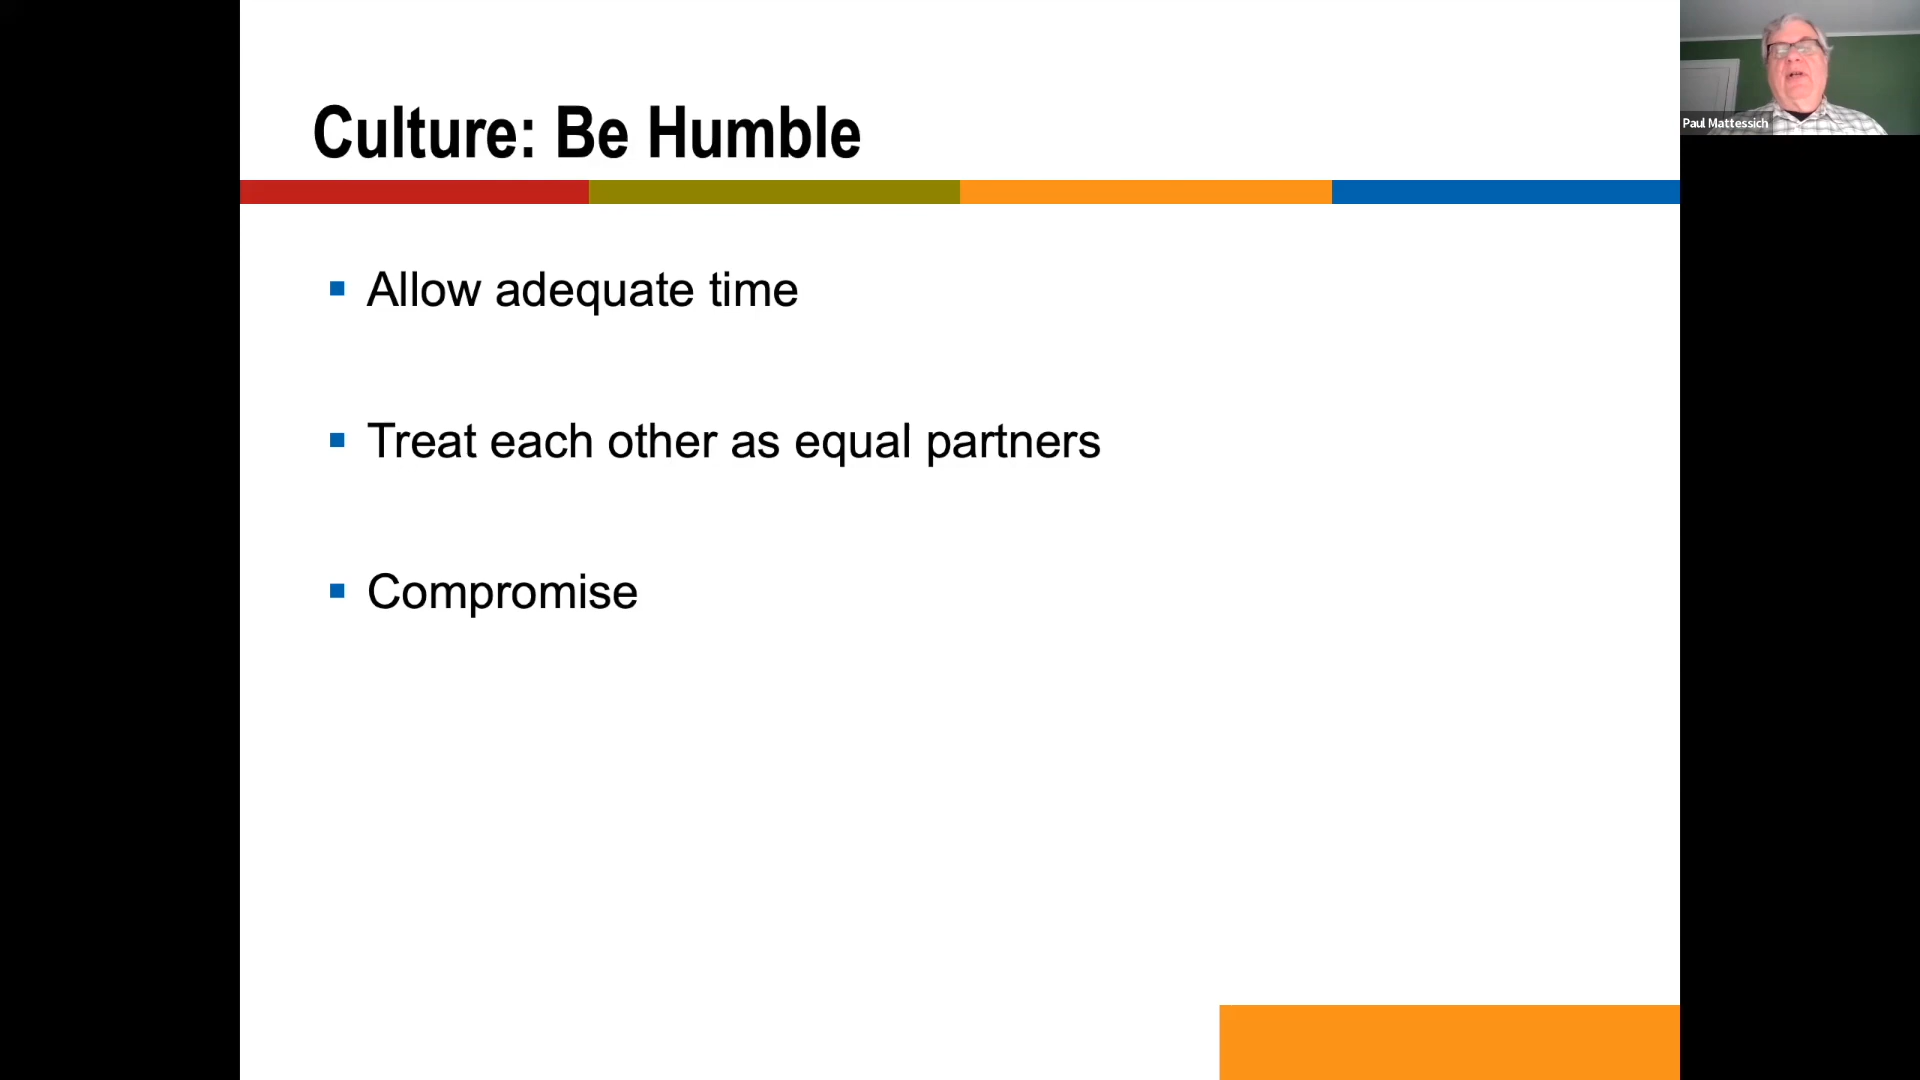 Culture: Be Humble
Allow adequate time
Treat each other as equal partners
Compromise
Paul Mattessich